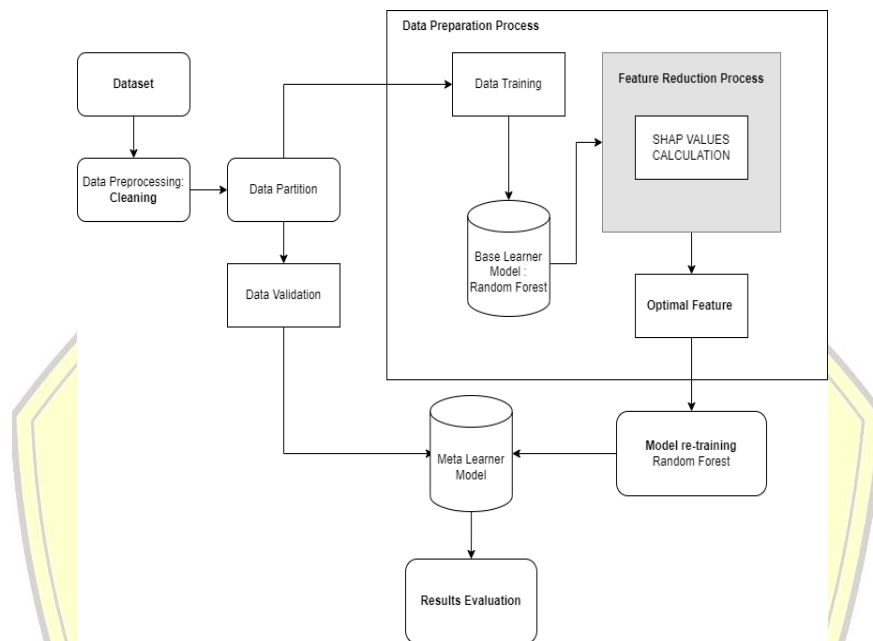 Data Preparation Process
Dataset
Data Training
Feature Reduction Process
SHAP VALUES
CALCULATION
Data Preprocessing:
Cleaning
Data Partition
Base Learner
Model :
Random Forest
Data Validation
Optimal Feature
Meta Learner
Model
Model re-training
Random Forest
Results Evaluation